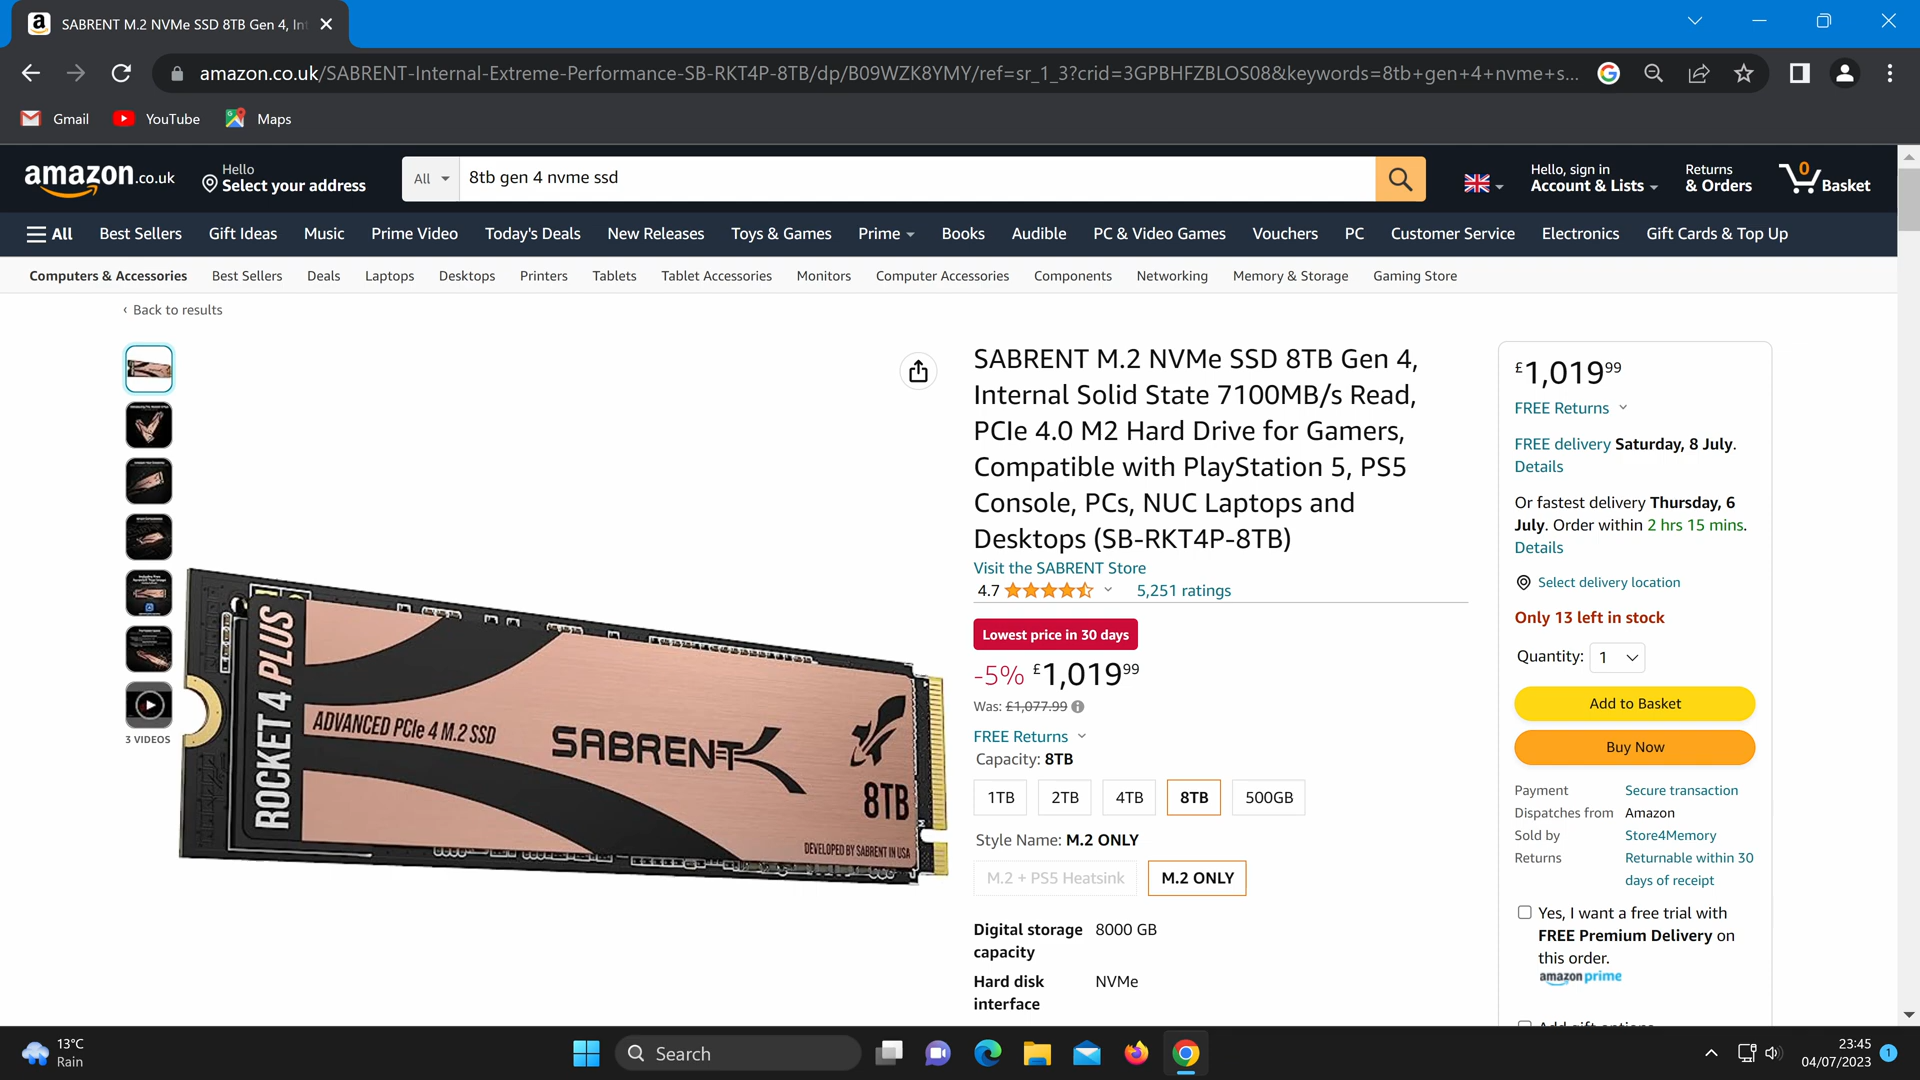 SABRENT M.2 NVMe SSD 8TB Gen 4, Int
amazon.co.uk/SABRENT-Internal-Extreme-Performance-SB-RKT4P-8TB/dp/B09WZK8YMY/ref=sr_1_3?crid=3GPBHFZBLOS08&keywords=8tb+gen+4+nvme+s...
Gmail YouTube Maps
amazon.co.uk
Hello
Select your address
All
8tb gen 4 nvme ssd
Hello, sign in
Account & Lists
Returns
& Orders
0
Basket
All Best Sellers Gift Ideas Music Prime Video Today's Deals New Releases Toys & Games Prime Books Audible PC & Video Games Vouchers PC Customer Service Electronics Gift Cards & Top Up
Computers & Accessories Best Sellers Deals Laptops Desktops Printers Tablets Tablet Accessories Monitors Computer Accessories Components Networking Memory & Storage Gaming Store
‹ Back to results
3 VIDEOS
ROCKET 4 PLUS
ADVANCED PCIe 4 M.2 SSD
SABRENT
8TB
DEVELOPED BY SABRENT IN USA
SABRENT M.2 NVMe SSD 8TB Gen 4,
Internal Solid State 7100MB/s Read,
PCIe 4.0 M2 Hard Drive for Gamers,
Compatible with PlayStation 5, PS5
Console, PCs, NUC Laptops and
Desktops (SB-RKT4P-8TB)
Visit the SABRENT Store
4.7 5,251 ratings
Lowest price in 30 days
-5% £1,019.99
Was: £1,077.99
FREE Returns
Capacity: 8TB
1TB 2TB 4TB 8TB 500GB
Style Name: M.2 ONLY
M.2 + PS5 Heatsink M.2 ONLY
Digital storage capacity 8000 GB
Hard disk interface NVMe
£1,019.99
FREE Returns
FREE delivery Saturday, 8 July.
Details
Or fastest delivery Thursday, 6
July. Order within 2 hrs 15 mins.
Details
Select delivery location
Only 13 left in stock
Quantity: 1
Add to Basket
Buy Now
Payment Secure transaction
Dispatches from Amazon
Sold by Store4Memory
Returns Returnable within 30
days of receipt
Yes, I want a free trial with
FREE Premium Delivery on
this order.
amazon prime
Add gift options
13°C
Rain
Search
23:45
04/07/2023
1